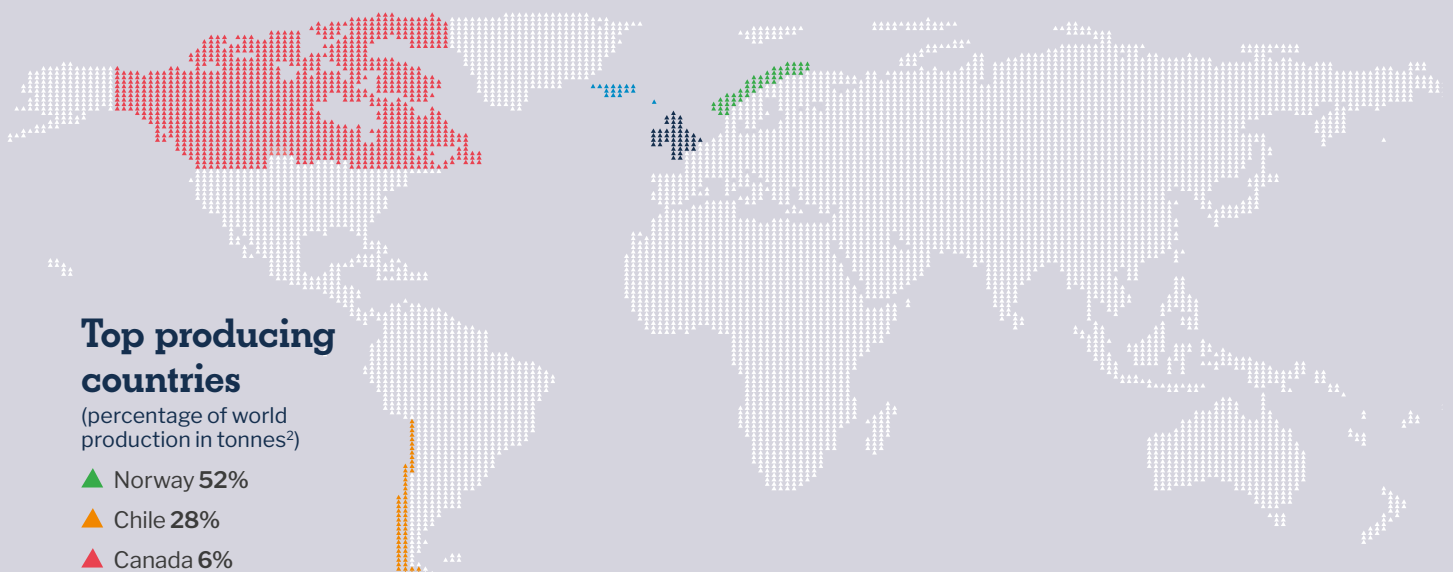 Top producing
countries
(percentage of world
production in tonnes²)
Norway 52%
Chile 28%
Canada 6%